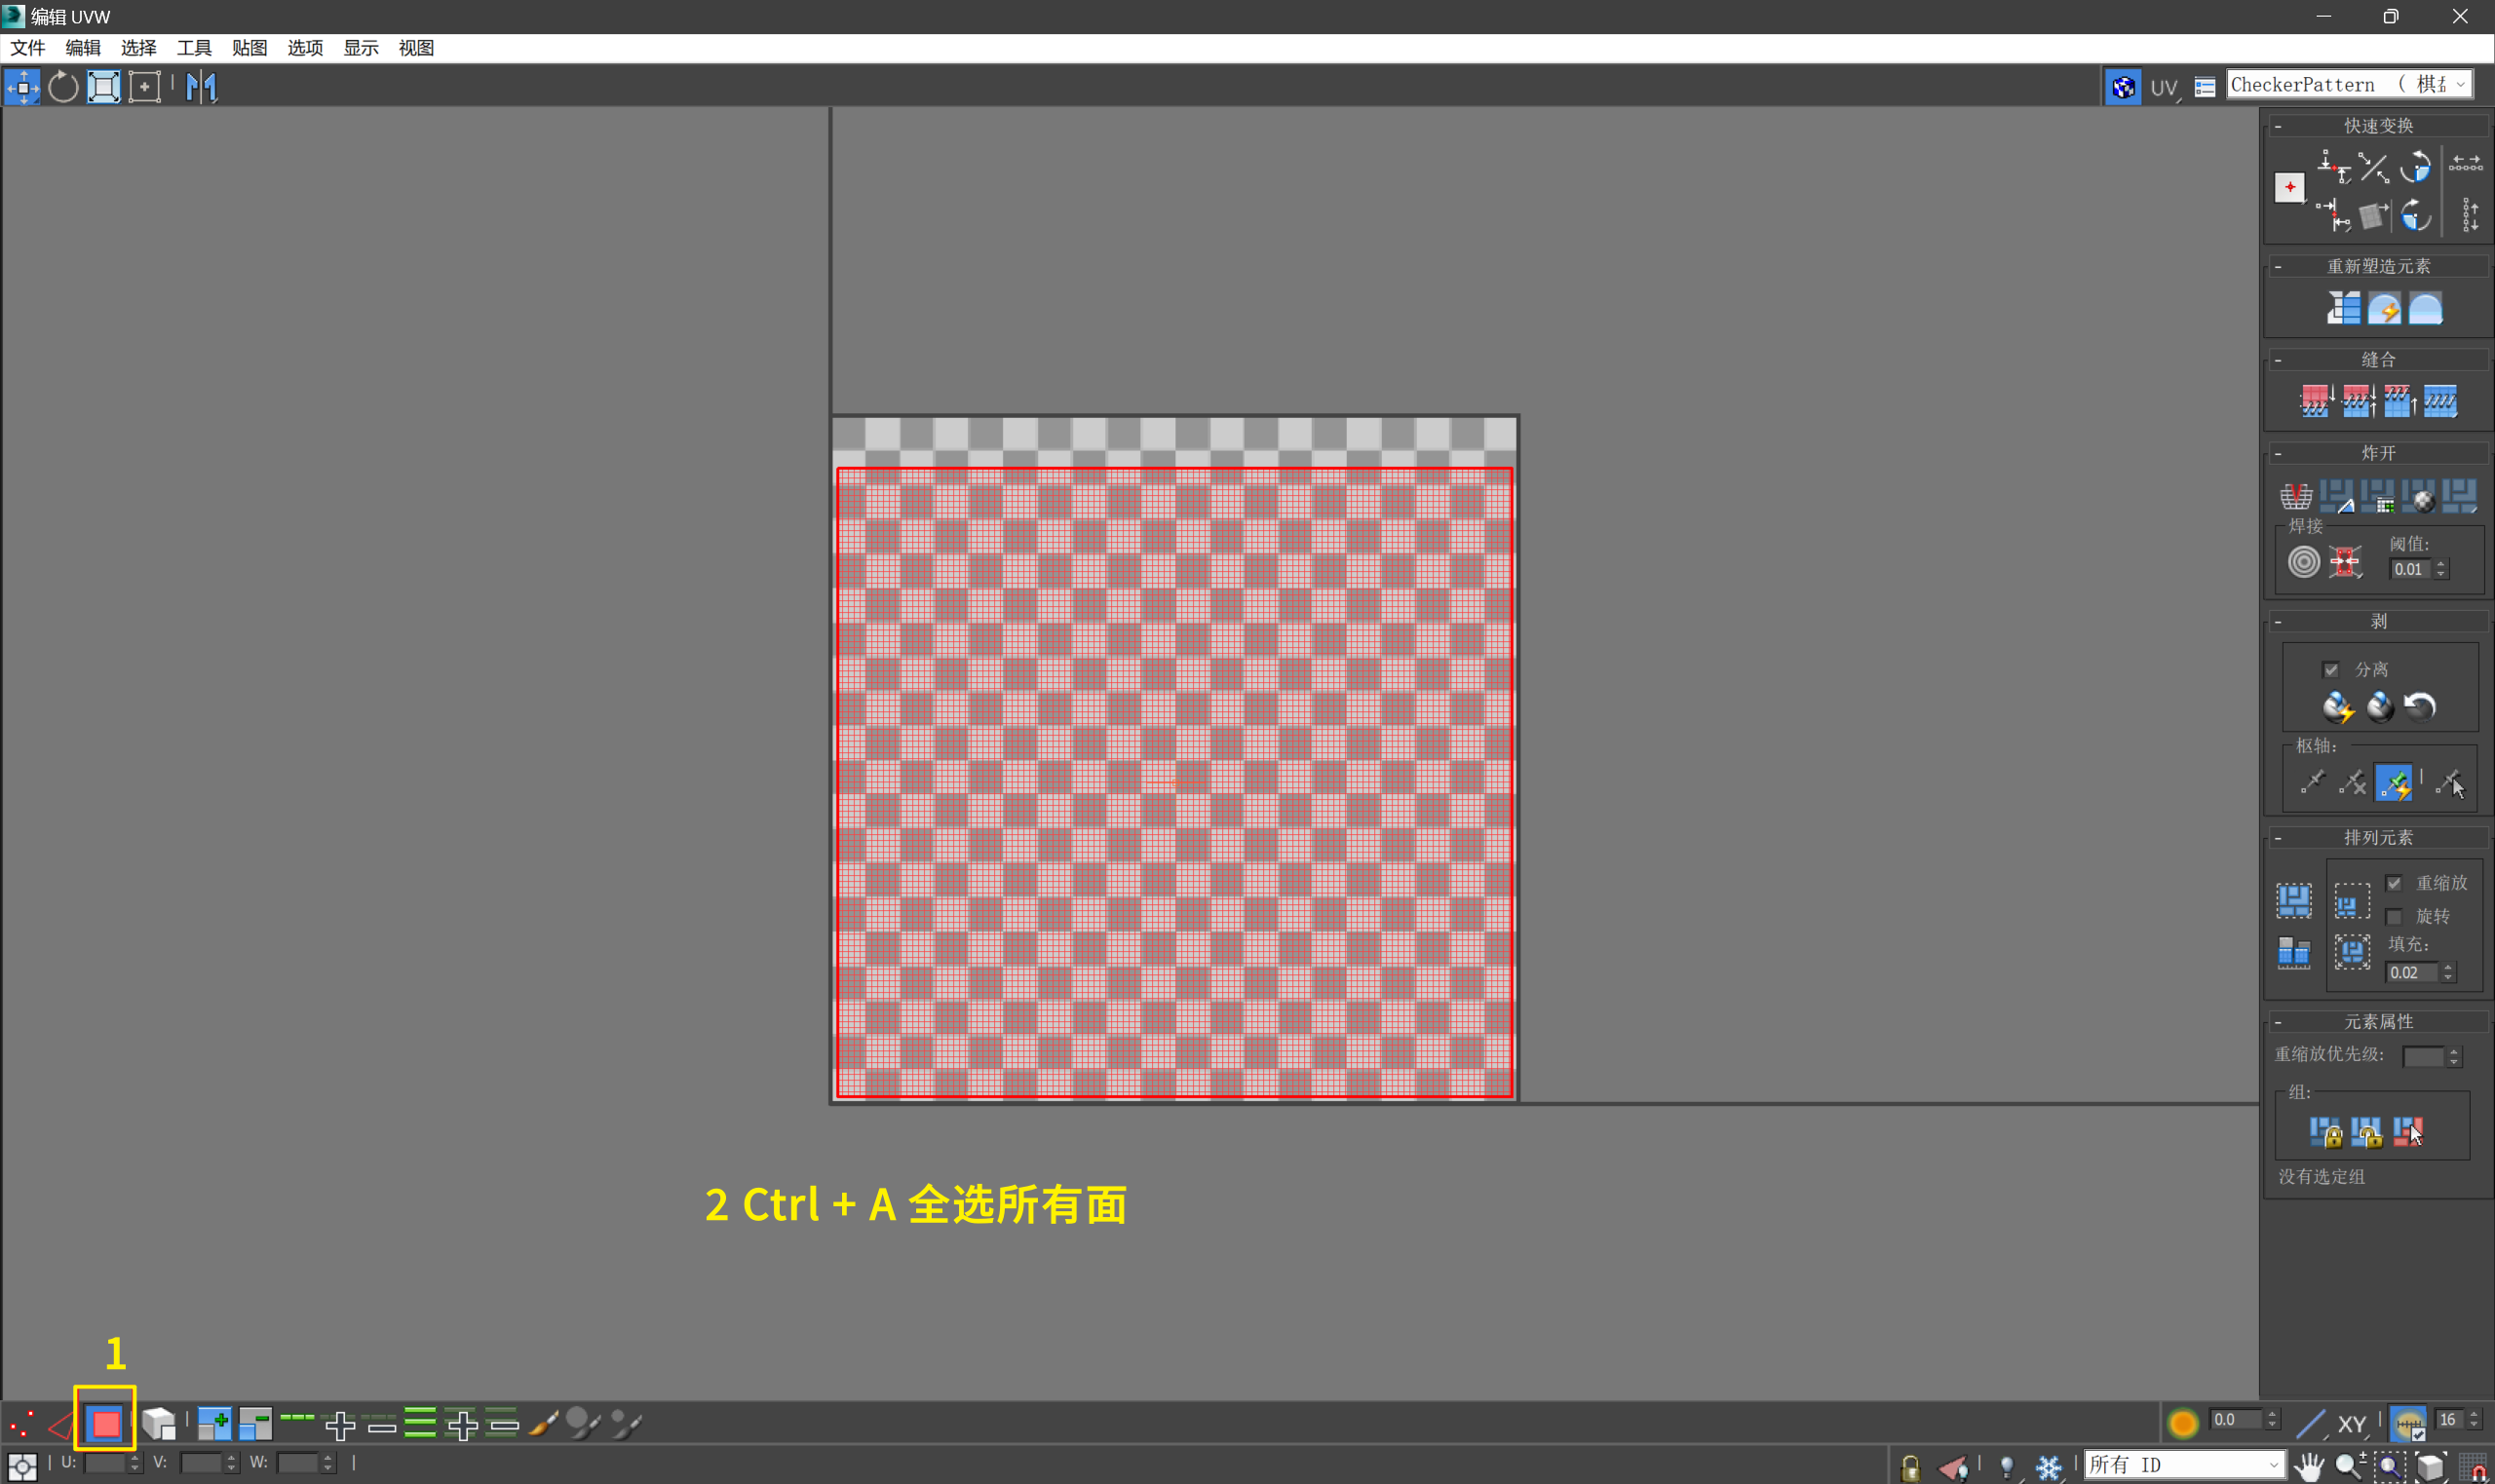 编辑 UVW
文件 编辑 选择 工具 贴图 选项 显示 视图
UV CheckerPattern （ 棋盘
快速变换
重新塑造元素
缝合
炸开
焊接
阈值:
0.01
剥
分离
枢轴:
排列元素
重缩放
旋转
填充:
0.02
元素属性
重缩放优先级:
组:
没有选定组
2 Ctrl + A 全选所有面
1
0.0 XY 16
U: V: W: 所有 ID